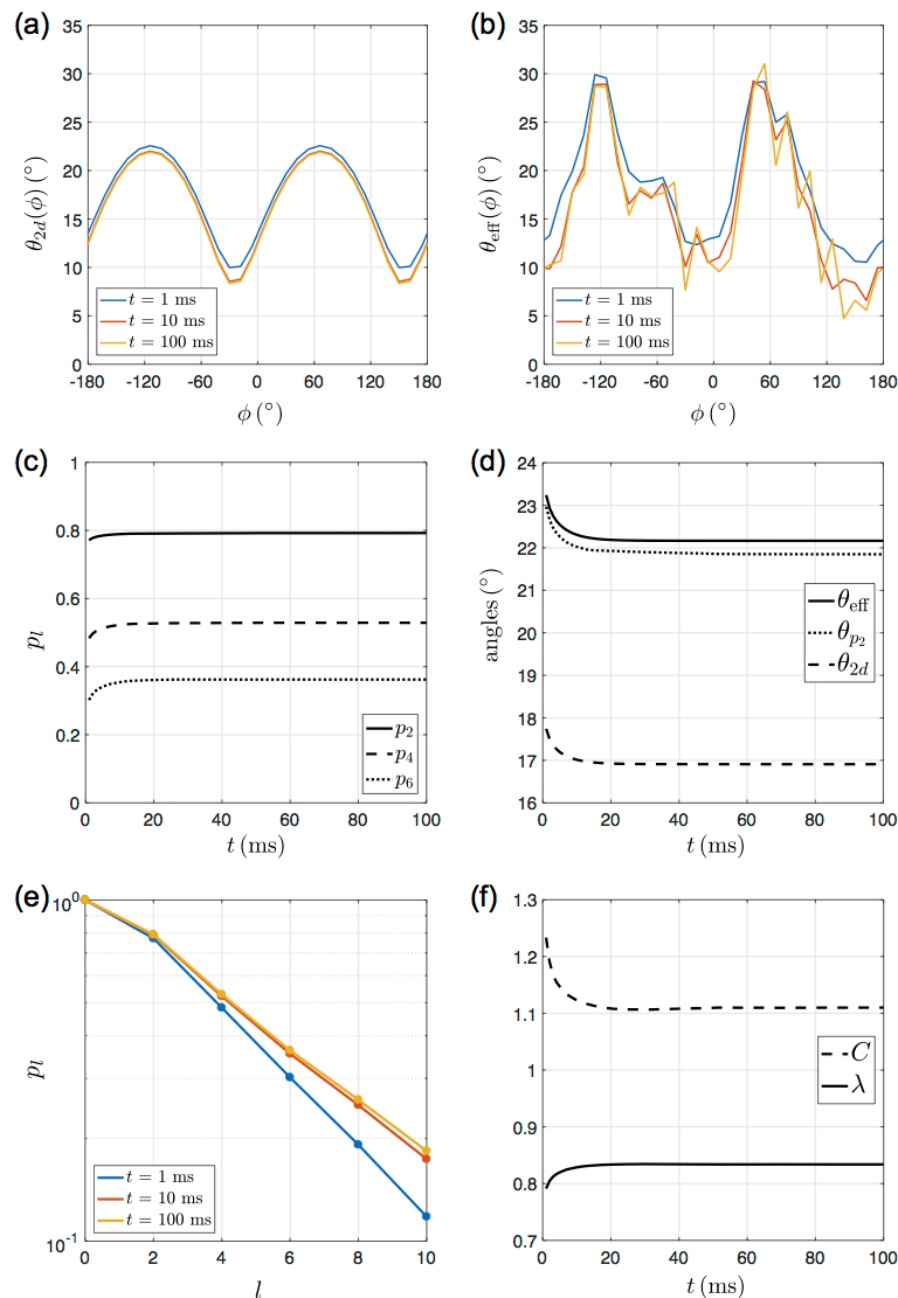 (a)
35
30
25
20
15
10
5
0
θ2d(ϕ) (°)
t = 1 ms
t = 10 ms
t = 100 ms
-180 -120 -60 0 60 120 180
ϕ (°)
(b)
35
30
25
20
15
10
5
0
θeff(ϕ) (°)
t = 1 ms
t = 10 ms
t = 100 ms
-180 -120 -60 0 60 120 180
ϕ (°)
(c)
1
0.8
0.6
0.4
0.2
0
pl
p2
p4
p6
0 20 40 60 80 100
t (ms)
(d)
24
23
22
21
20
19
18
17
16
angles (°)
θeff
θp2
θ2d
0 20 40 60 80 100
t (ms)
(e)
10^0
10^-1
pl
t = 1 ms
t = 10 ms
t = 100 ms
0 2 4 6 8 10
l
(f)
1.3
1.2
1.1
1
0.9
0.8
0.7
C
λ
0 20 40 60 80 100
t (ms)